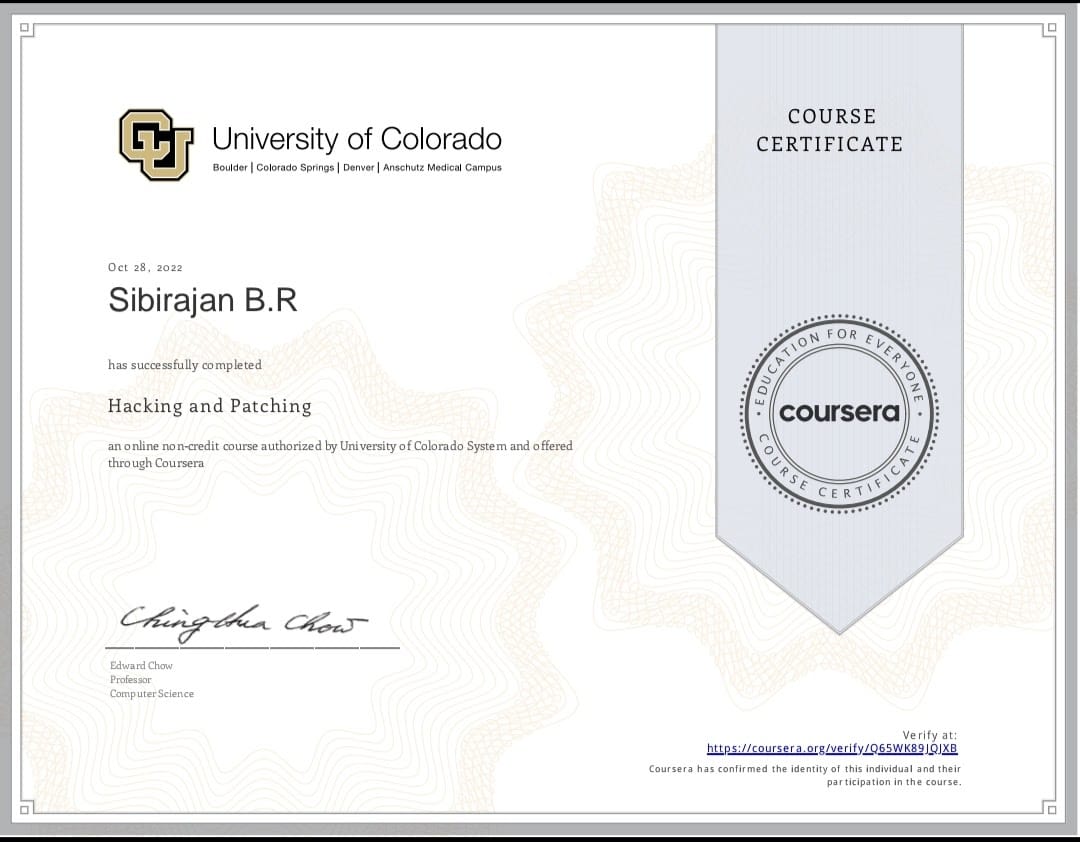 CU
University of Colorado
Boulder | Colorado Springs | Denver | Anschutz Medical Campus
COURSE
CERTIFICATE
Oct 28, 2022
Sibirajan B.R
has successfully completed
Hacking and Patching
an online non-credit course authorized by University of Colorado System and offered
through Coursera
EDUCATION FOR EVERYONE
coursera
COURSE CERTIFICATE
ChingHua Chow
Edward Chow
Professor
Computer Science
Verify at:
https://coursera.org/verify/Q65WK89JQJXB
Coursera has confirmed the identity of this individual and their
participation in the course.